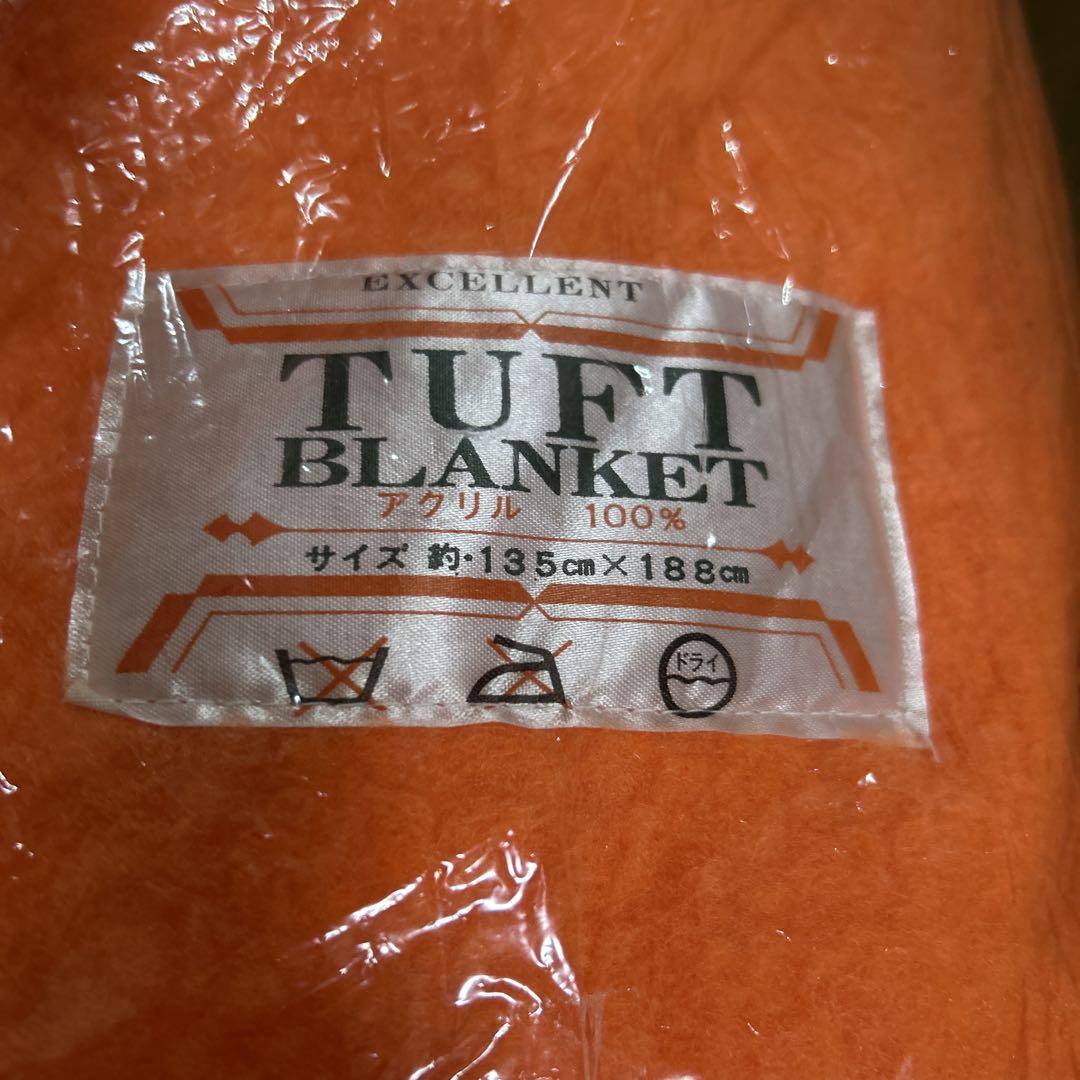 EXCELLENT
TUFT
BLANKET
アクリル 100%
サイズ 約・135cm×188cm
ドライ